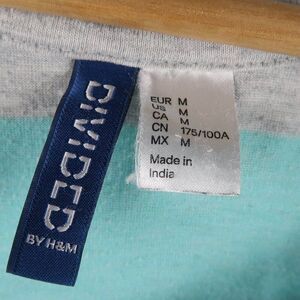 DIVIDED
BY H&M
EUR M
US M
CA M
CN 175/100A
MX M
Made in
India